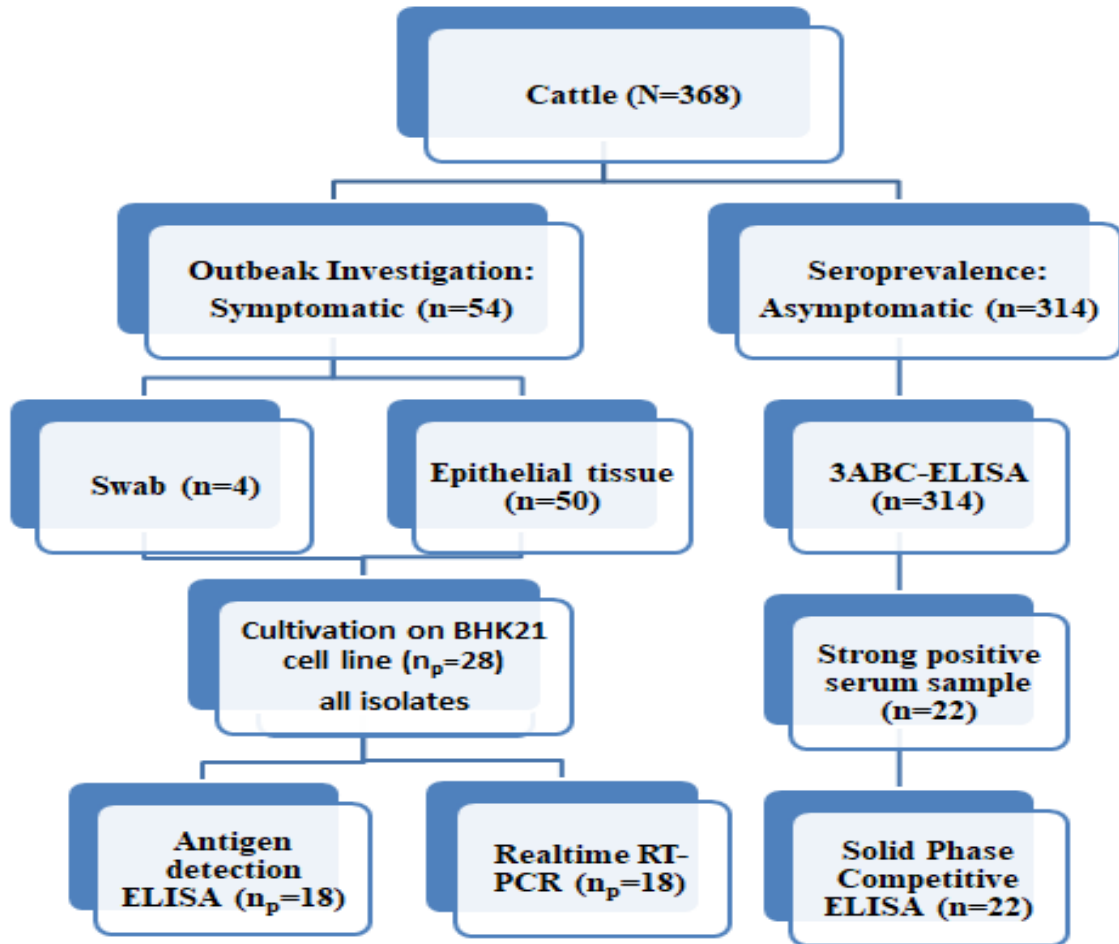 Cattle (N=368)
Outbeak Investigation:
Symptomatic (n=54)
Seroprevalence:
Asymptomatic (n=314)
Swab (n=4)
Epithelial tissue
(n=50)
3ABC-ELISA
(n=314)
Cultivation on BHK21
cell line (nₚ=28)
all isolates
Strong positive
serum sample
(n=22)
Antigen
detection
ELISA (nₚ=18)
Realtime RT-
PCR (nₚ=18)
Solid Phase
Competitive
ELISA (n=22)